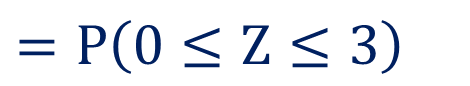 = P(0 ≤ Z ≤ 3)